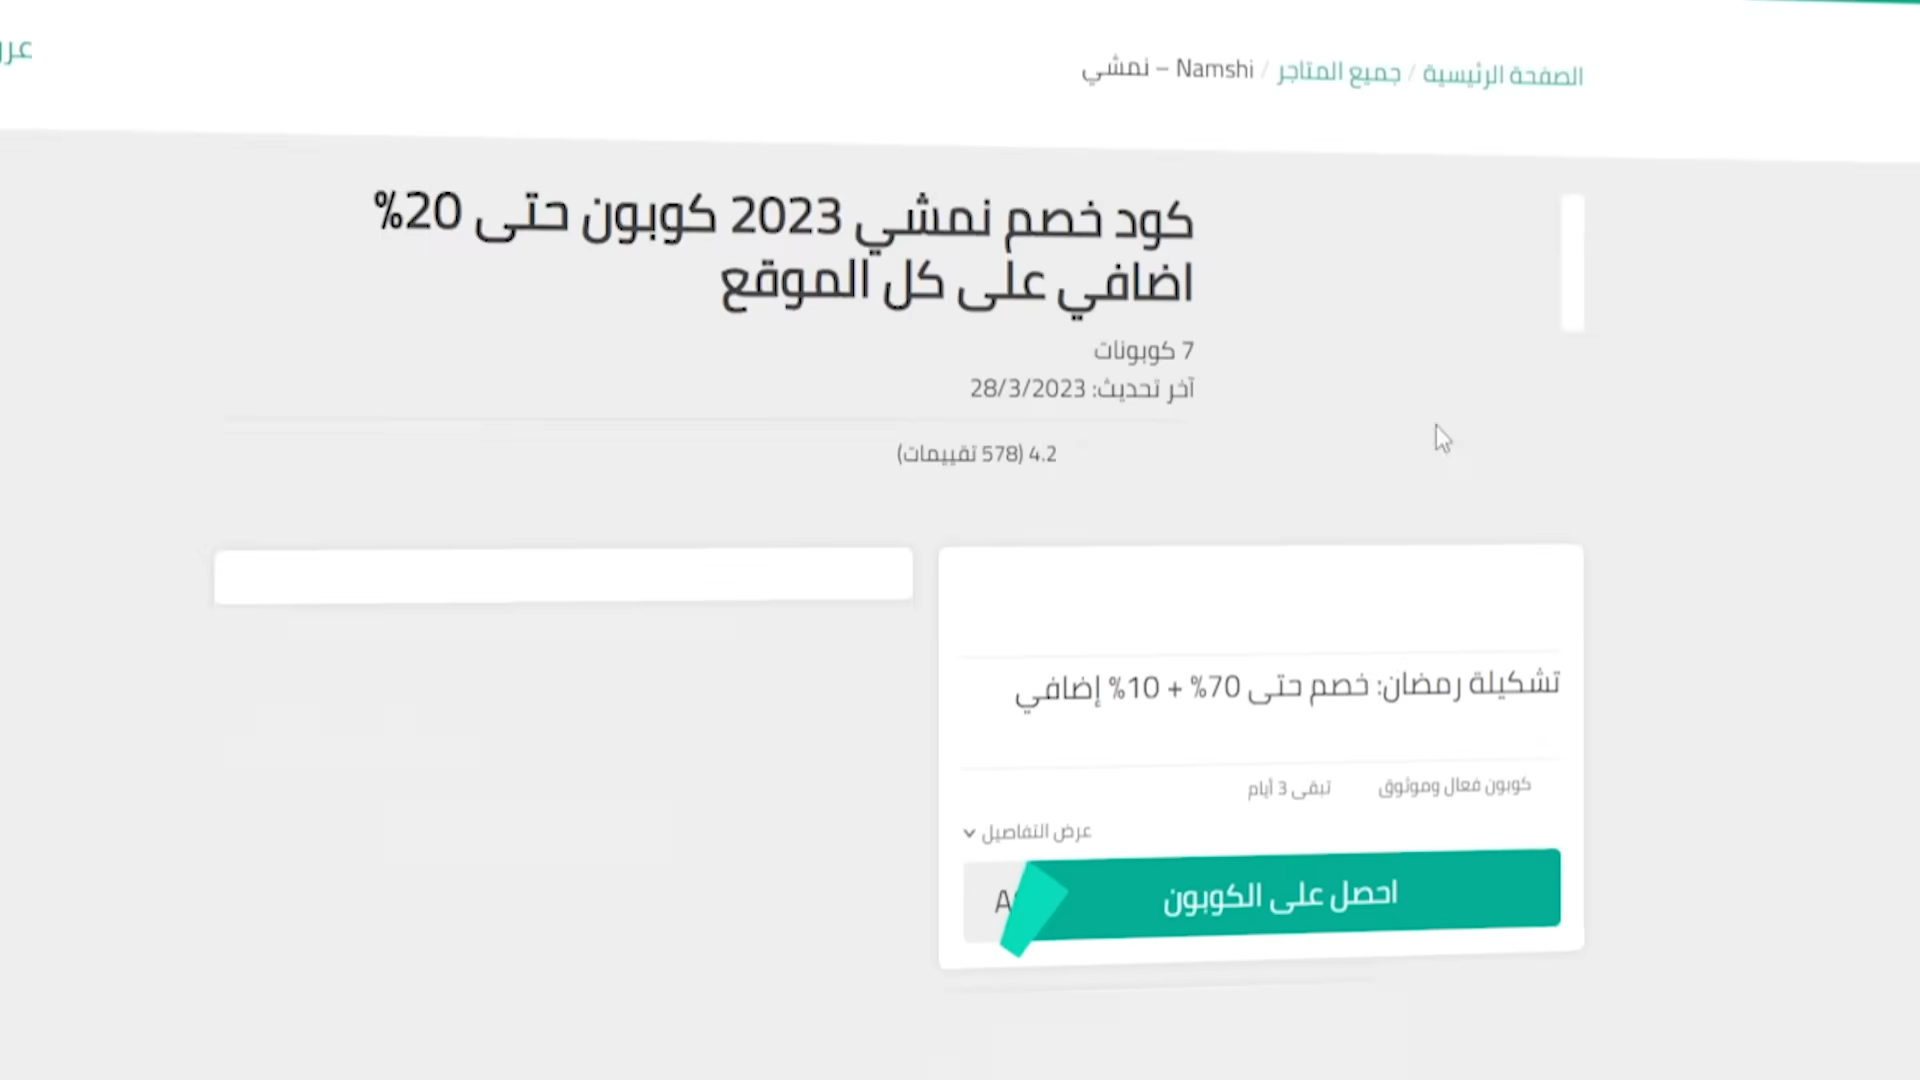 الصفحة الرئيسية / جميع المتاجر / Namshi – نمشي
كود خصم نمشي 2023 كوبون حتى 20%
اضافي على كل الموقع
7 كوبونات
آخر تحديث: 28/3/2023
4.2 (578 تقييمات)
تشكيلة رمضان: خصم حتى 70% + 10% إضافي
كوبون فعال وموثوق
تبقى 3 أيام
عرض التفاصيل
احصل على الكوبون